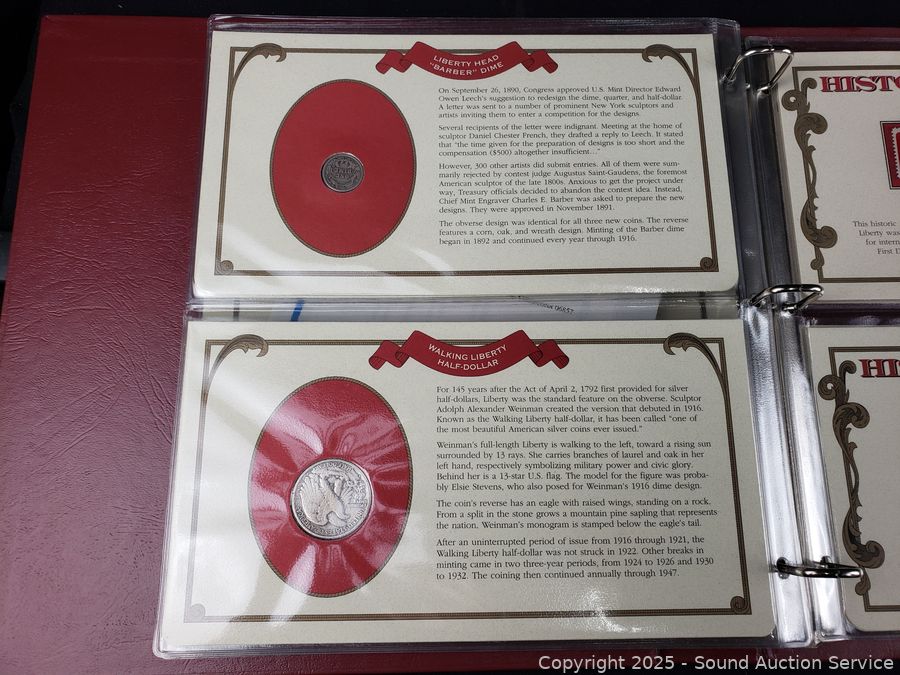 LIBERTY HEAD
"BARBER" DIME
On September 26, 1890, Congress approved U.S. Mint Director Edward
Owen Leech's suggestion to redesign the dime, quarter, and half-dollar.
A letter was sent to a number of prominent New York sculptors and
artists inviting them to enter a competition for the designs.
Several recipients of the letter were indignant. Meeting at the home of
sculptor Daniel Chester French, they drafted a reply to Leech. It stated
that "the time given for the preparation of designs is too short and the
compensation ($500) altogether insufficient..."
However, 300 other artists did submit entries. All of them were sum-
marily rejected by contest judge Augustus Saint-Gaudens, the foremost
American sculptor of the late 1800s. Anxious to get the project under
way, Treasury officials decided to abandon the contest idea. Instead,
Chief Mint Engraver Charles E. Barber was asked to prepare the new
designs. They were approved in November 1891.
The obverse design was identical for all three new coins. The reverse
features a corn, oak, and wreath design. Minting of the Barber dime
began in 1892 and continued every year through 1916.
WALKING LIBERTY
HALF-DOLLAR
For 145 years after the Act of April 2, 1792 first provided for silver
half-dollars, Liberty was the standard feature on the obverse. Sculptor
Adolph Alexander Weinman created the version that debuted in 1916.
Known as the Walking Liberty half-dollar, it has been called "one of
the most beautiful American silver coins ever issued."
Weinman's full-length Liberty is walking to the left, toward a rising sun
surrounded by 13 rays. She carries branches of laurel and oak in her
left hand, respectively symbolizing military power and civic glory.
Behind her is a 13-star U.S. flag. The model for the figure was proba-
bly Elsie Stevens, who also posed for Weinman's 1916 dime design.
The coin's reverse has an eagle with raised wings, standing on a rock.
From a split in the stone grows a mountain pine sapling that represents
the nation. Weinman's monogram is stamped below the eagle's tail.
After an uninterrupted period of issue from 1916 through 1921, the
Walking Liberty half-dollar was not struck in 1922. Other breaks in
minting came in two three-year periods, from 1924 to 1926 and 1930
to 1932. The coining then continued annually through 1947.
HISTO
This historic
Liberty was
for intern
First D
HI
Copyright 2025 - Sound Auction Service